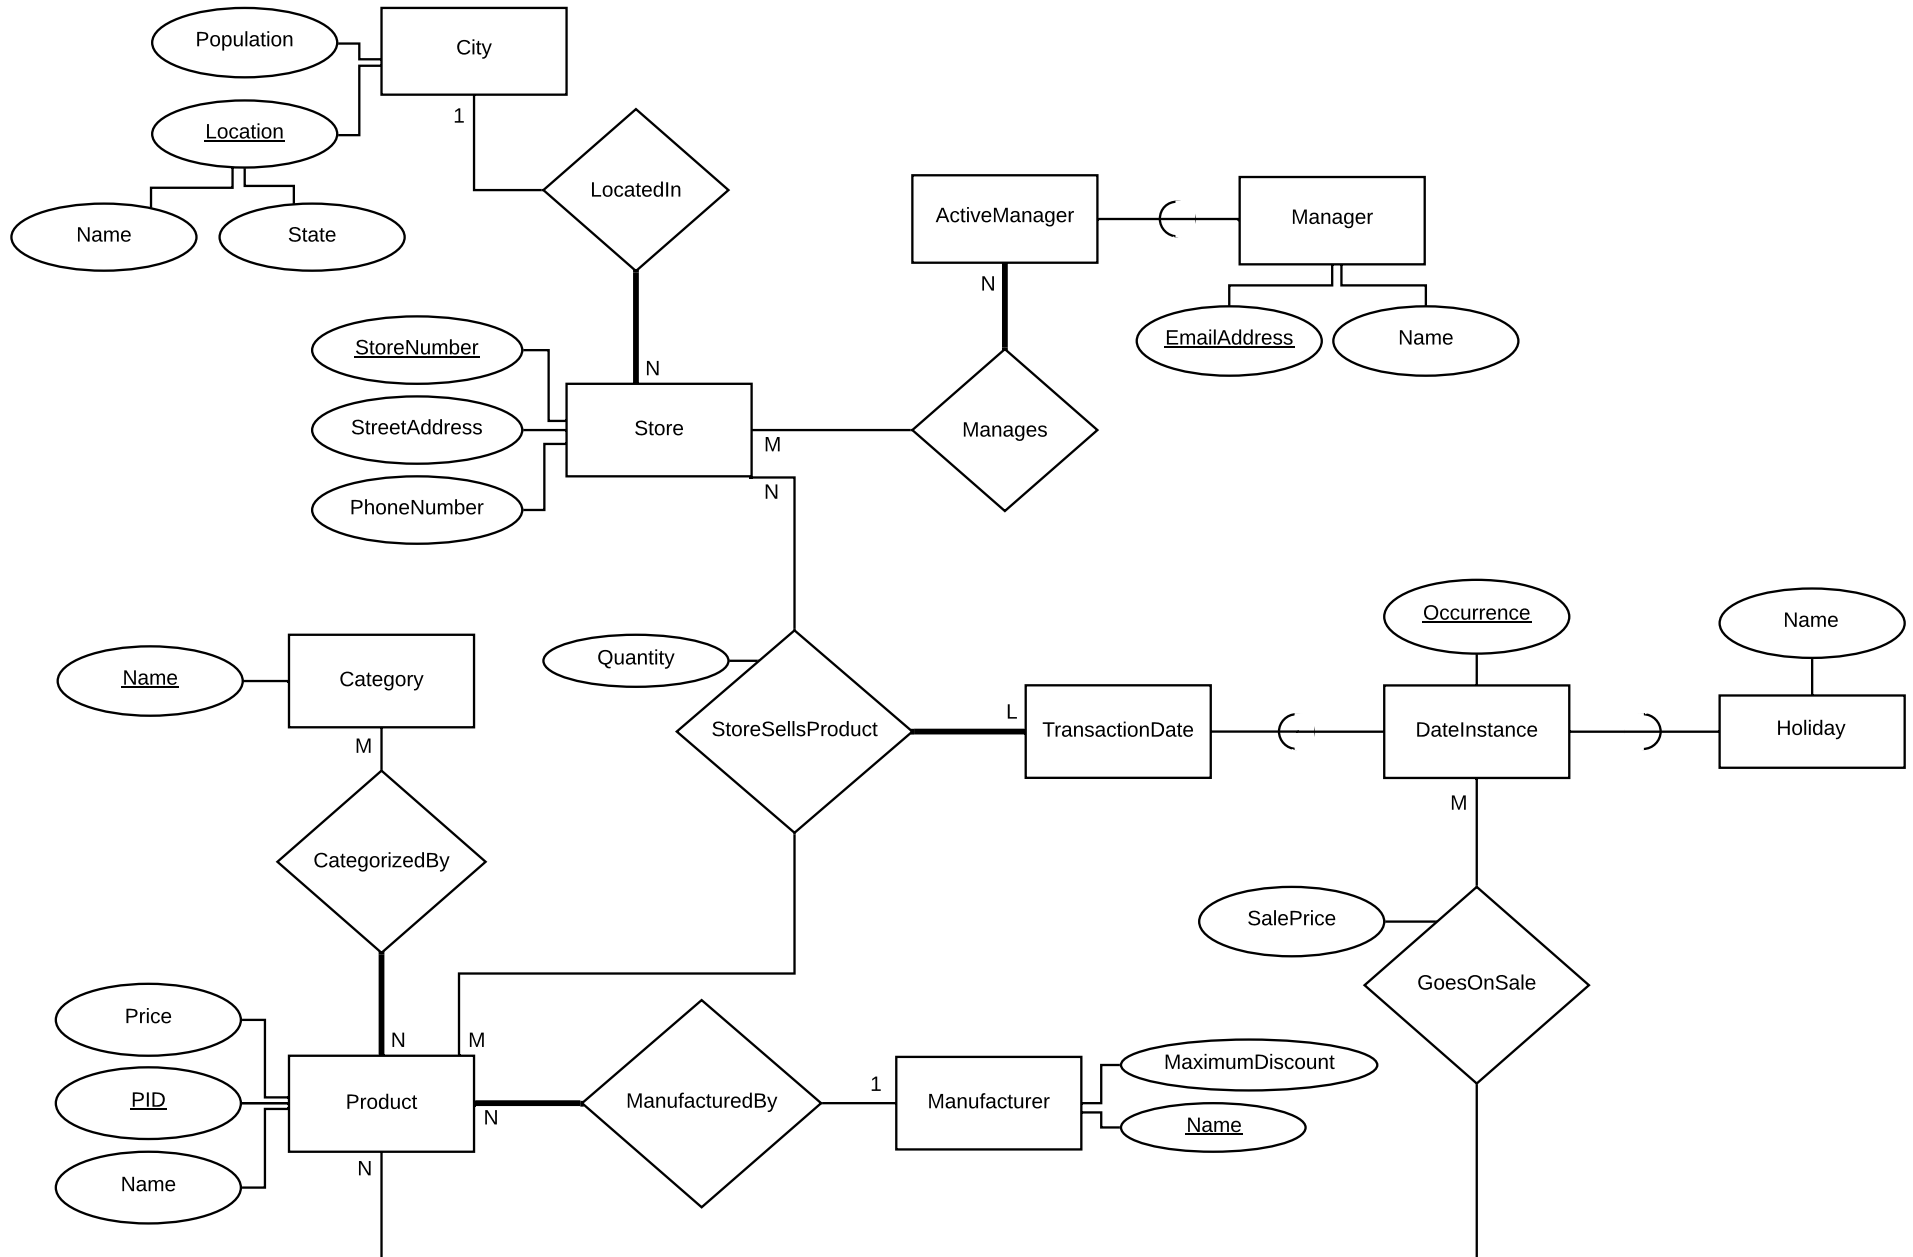 Population
City
Location
1
LocatedIn
Name
State
ActiveManager
Manager
N
EmailAddress
Name
StoreNumber
N
StreetAddress
Store
Manages
M
PhoneNumber
N
Occurrence
Name
Name
Category
Quantity
StoreSellsProduct
L
TransactionDate
DateInstance
Holiday
M
M
CategorizedBy
SalePrice
GoesOnSale
Price
N
M
MaximumDiscount
PID
Product
N
ManufacturedBy
1
Manufacturer
Name
N
Name